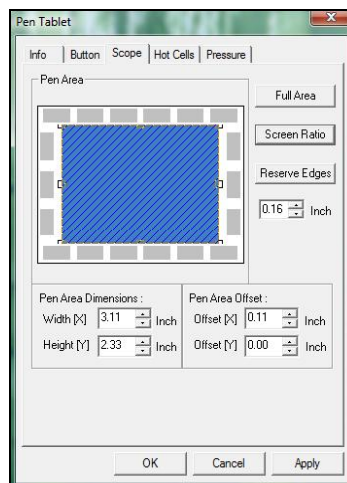 Pen Tablet
Info Button Scope Hot Cells Pressure
Pen Area
Full Area
Screen Ratio
Reserve Edges
0.16 Inch
Pen Area Dimensions :
Width [X] 3.11 Inch
Height [Y] 2.33 Inch
Pen Area Offset :
Offset [X] 0.11 Inch
Offset [Y] 0.00 Inch
OK Cancel Apply